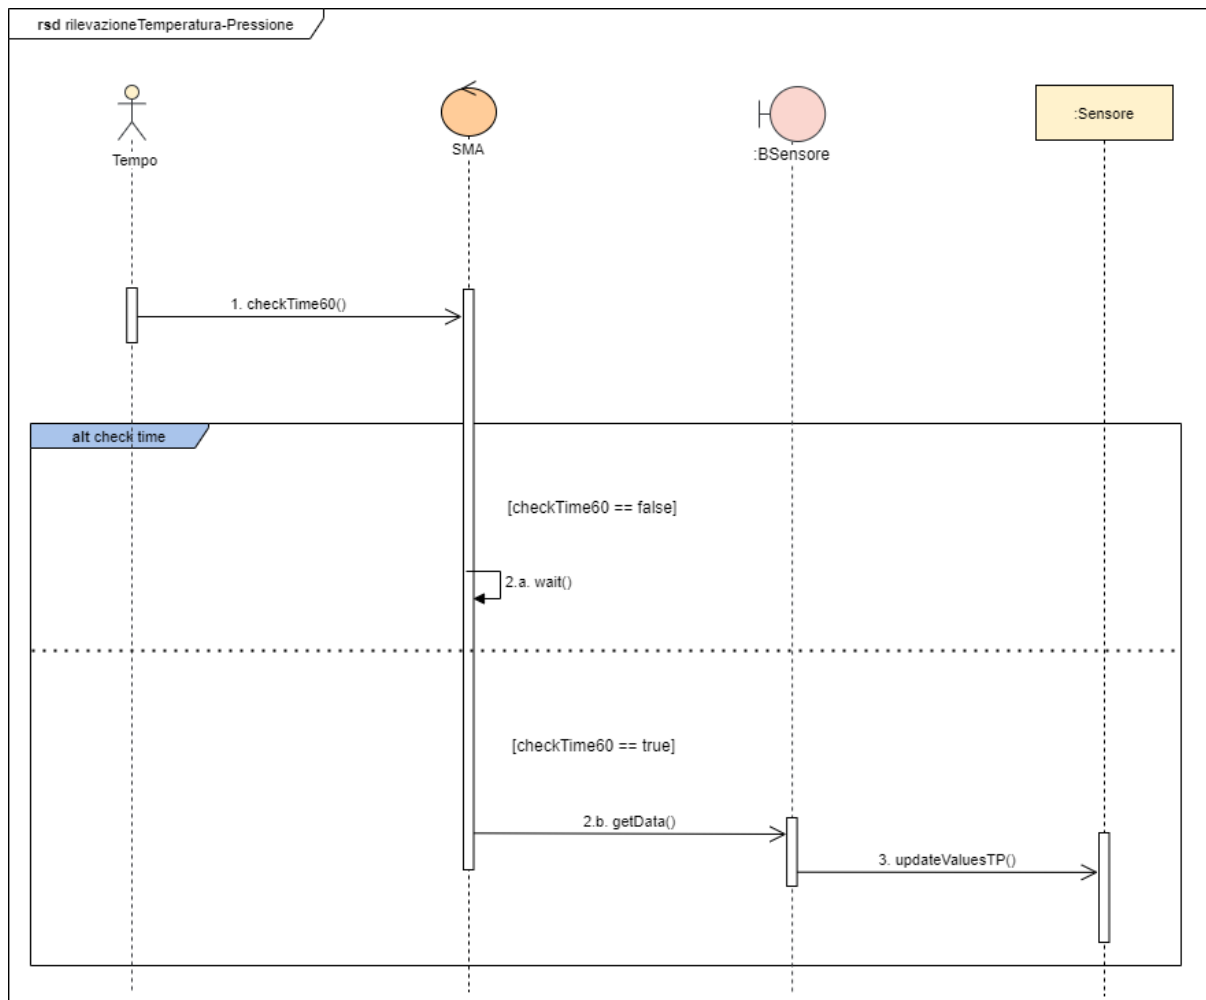 rsd rilevazioneTemperatura-Pressione
:Sensore
SMA
:BSensore
Tempo
1. checkTime60()
alt check time
[checkTime60 == false]
2.a. wait()
[checkTime60 == true]
2.b. getData()
3. updateValuesTP()